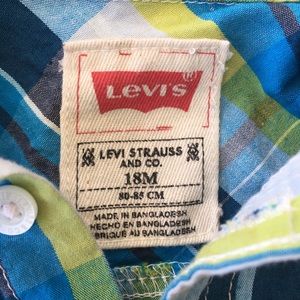 LEVI'S
®
LEVI STRAUSS
AND CO.
18M
80-85 CM
MADE IN BANGLADESH
HECHO EN BANGLADESH
FABRIQUE AU BANGLADESH